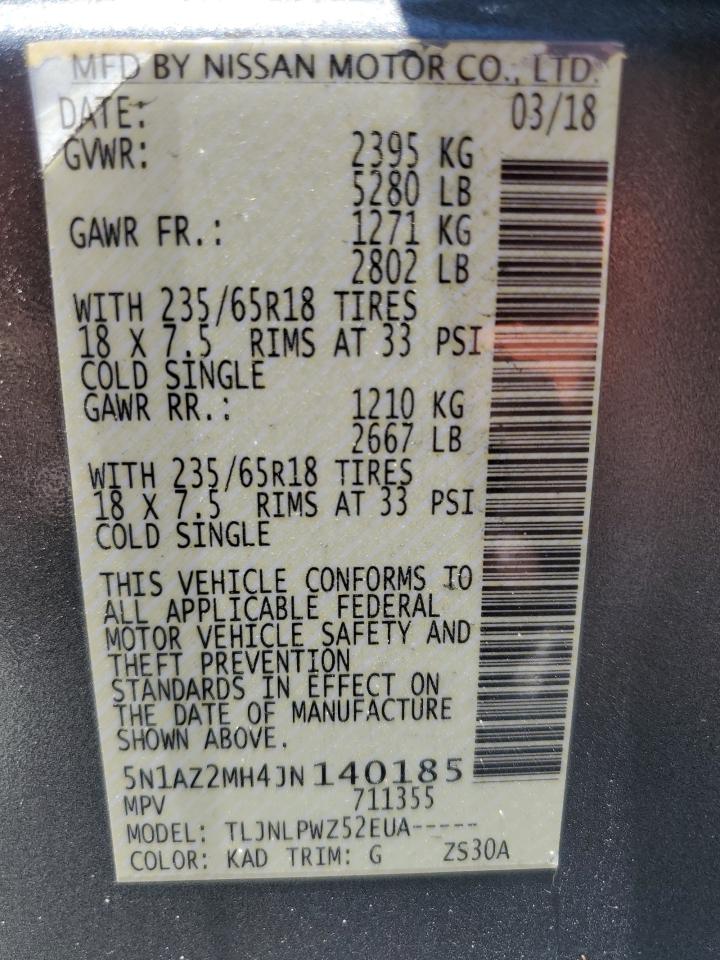 MFD BY NISSAN MOTOR CO., LTD.
DATE: 03/18
GVWR: 2395 KG
5280 LB
GAWR FR.: 1271 KG
2802 LB
WITH 235/65R18 TIRES
18 X 7.5 RIMS AT 33 PSI
COLD SINGLE
GAWR RR.: 1210 KG
2667 LB
WITH 235/65R18 TIRES
18 X 7.5 RIMS AT 33 PSI
COLD SINGLE
THIS VEHICLE CONFORMS TO
ALL APPLICABLE FEDERAL
MOTOR VEHICLE SAFETY AND
THEFT PREVENTION
STANDARDS IN EFFECT ON
THE DATE OF MANUFACTURE
SHOWN ABOVE.
5N1AZ2MH4JN140185
MPV 711355
MODEL: TLJNLPWZ52EUA-----
COLOR: KAD TRIM: G ZS30A